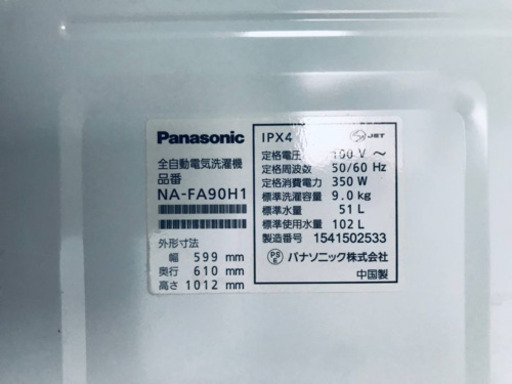 Panasonic
全自動電気洗濯機
品番
NA-FA90H1
外形寸法
幅 599 mm
奥行 610 mm
高さ 1012 mm
IPX4
JET
定格電圧 100 V ～
定格周波数 50/60 Hz
定格消費電力 350 W
標準洗濯容量 9.0 kg
標準水量 51 L
標準使用水量 102 L
製造番号 1541502533
PS
E
パナソニック株式会社
中国製